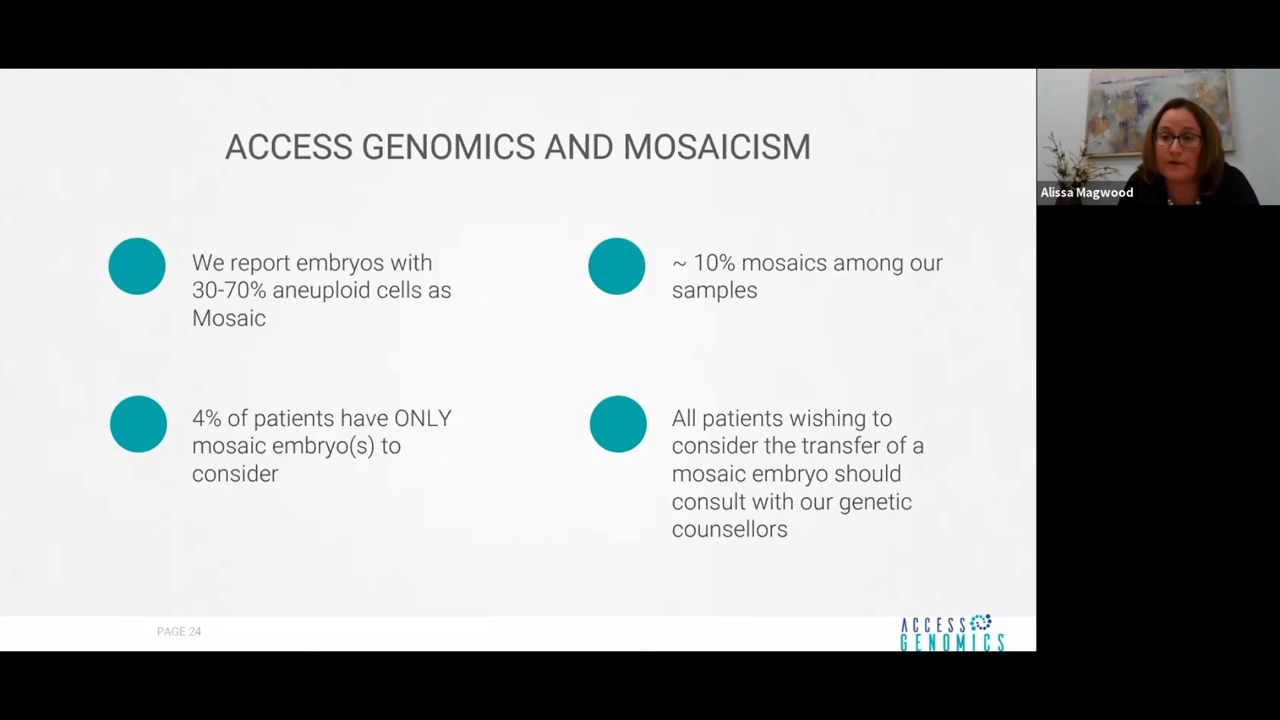 ACCESS GENOMICS AND MOSAICISM
We report embryos with
30-70% aneuploid cells as
Mosaic
~ 10% mosaics among our
samples
4% of patients have ONLY
mosaic embryo(s) to
consider
All patients wishing to
consider the transfer of a
mosaic embryo should
consult with our genetic
counsellors
PAGE 24
ACCESS
GENOMICS
Alissa Magwood